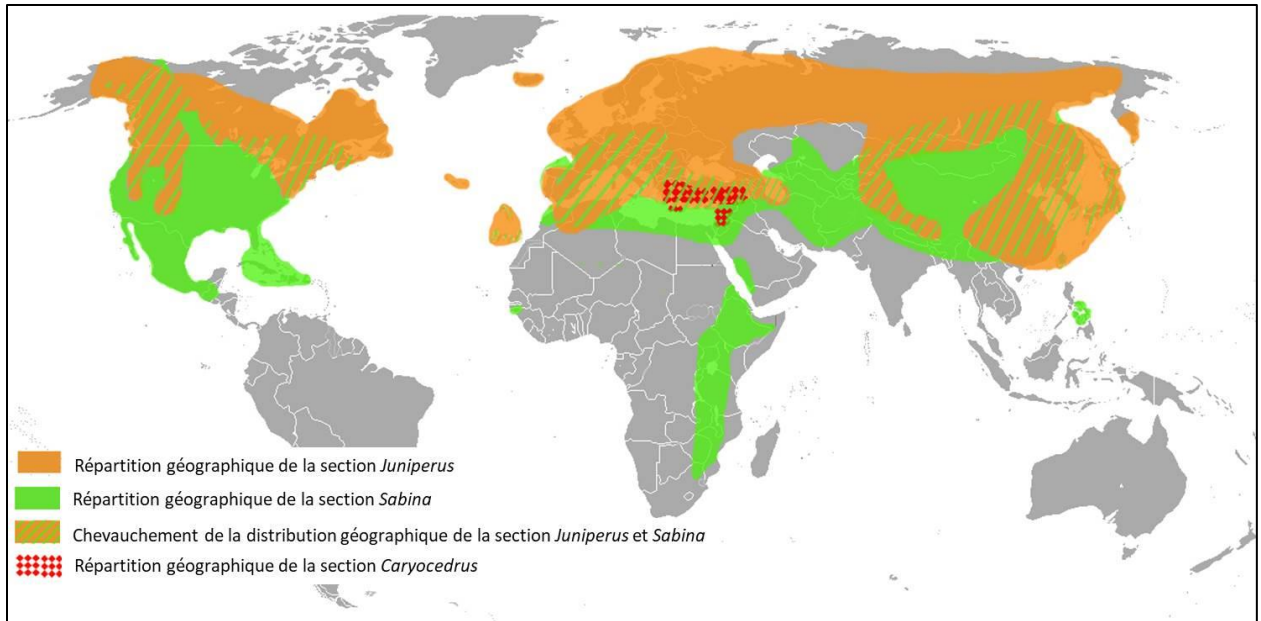 Répartition géographique de la section Juniperus
Répartition géographique de la section Sabina
Chevauchement de la distribution géographique de la section Juniperus et Sabina
Répartition géographique de la section Caryocedrus